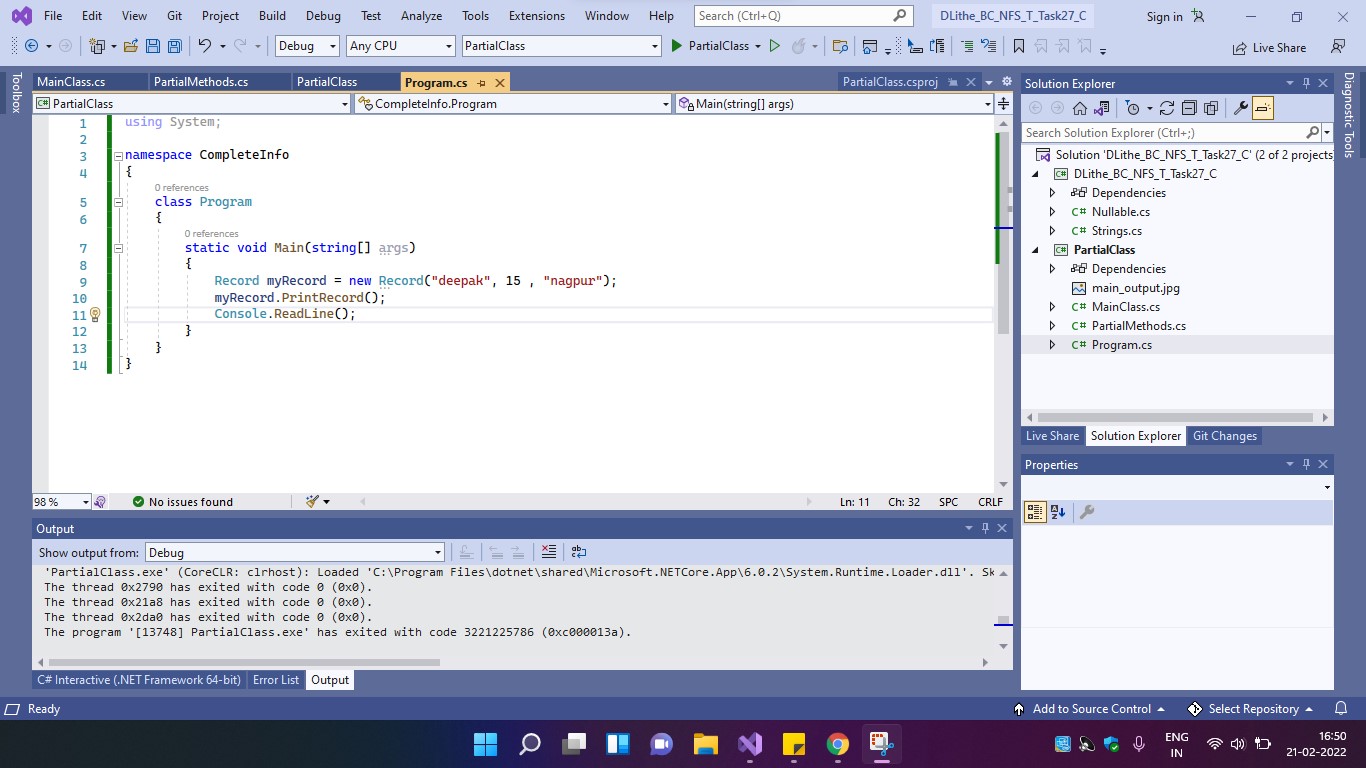 File Edit View Git Project Build Debug Test Analyze Tools Extensions Window Help Search (Ctrl+Q) DLithe_BC_NFS_T_Task27_C Sign in
Debug Any CPU PartialClass PartialClass Live Share
Toolbox
MainClass.cs PartialMethods.cs PartialClass Program.cs PartialClass.csproj
PartialClass CompleteInfo.Program Main(string[] args)
1 using System;
2
3 namespace CompleteInfo
4 {
0 references
5 class Program
6 {
0 references
7 static void Main(string[] args)
8 {
9 Record myRecord = new Record("deepak", 15 , "nagpur");
10 myRecord.PrintRecord();
11 Console.ReadLine();
12 }
13 }
14 }
98 % No issues found Ln: 11 Ch: 32 SPC CRLF
Output
Show output from: Debug
'PartialClass.exe' (CoreCLR: clrhost): Loaded 'C:\Program Files\dotnet\shared\Microsoft.NETCore.App\6.0.2\System.Runtime.Loader.dll'. Sk
The thread 0x2790 has exited with code 0 (0x0).
The thread 0x21a8 has exited with code 0 (0x0).
The thread 0x2da0 has exited with code 0 (0x0).
The program '[13748] PartialClass.exe' has exited with code 3221225786 (0xc000013a).
C# Interactive (.NET Framework 64-bit) Error List Output
Solution Explorer
Search Solution Explorer (Ctrl+;)
Solution 'DLithe_BC_NFS_T_Task27_C' (2 of 2 projects
C# DLithe_BC_NFS_T_Task27_C
Dependencies
C# Nullable.cs
C# Strings.cs
C# PartialClass
Dependencies
main_output.jpg
C# MainClass.cs
C# PartialMethods.cs
C# Program.cs
Live Share Solution Explorer Git Changes
Properties
Diagnostic Tools
Ready Add to Source Control Select Repository
ENG
IN
16:50
21-02-2022